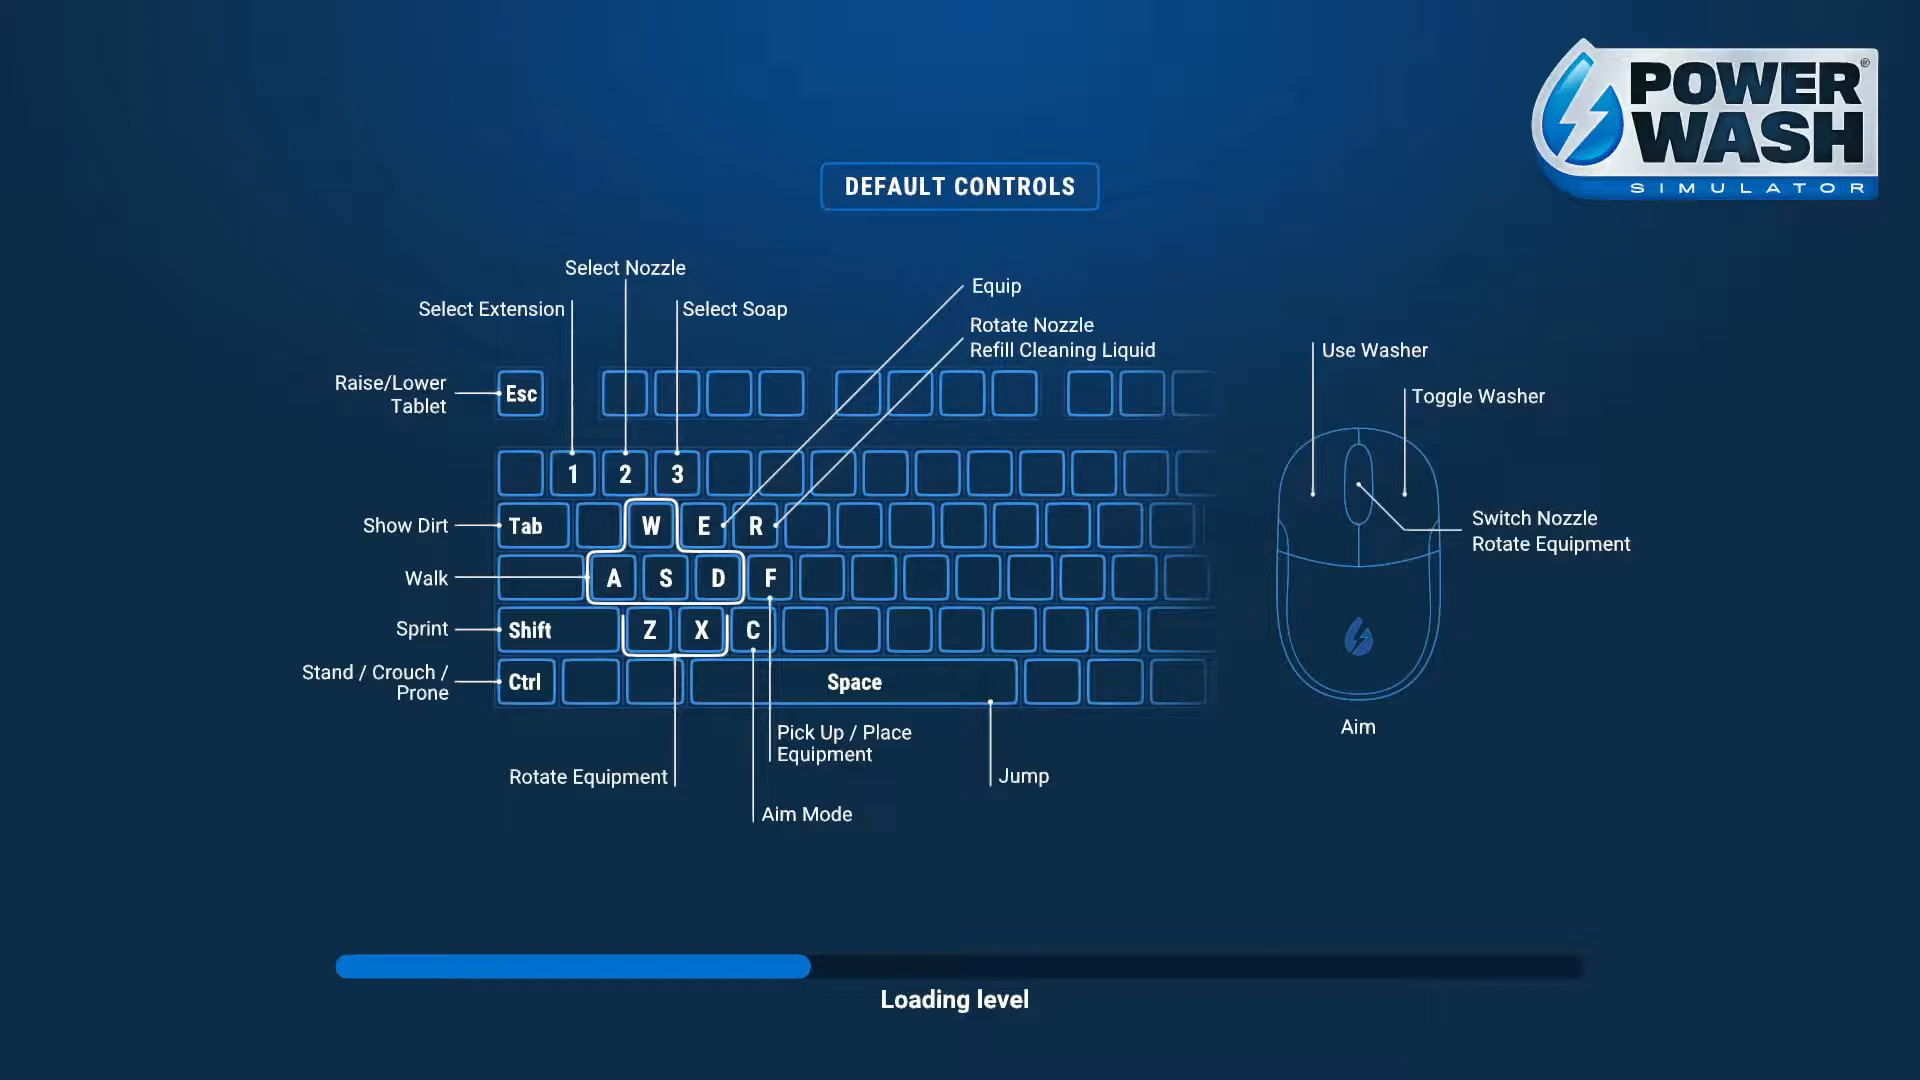 POWER®
WASH
SIMULATOR
DEFAULT CONTROLS
Select Nozzle
Select Extension
Select Soap
Equip
Rotate Nozzle
Refill Cleaning Liquid
Use Washer
Raise/Lower
Tablet
Esc
Toggle Washer
1 2 3
Show Dirt
Tab W E R
Switch Nozzle
Rotate Equipment
Walk
A S D F
Sprint
Shift Z X C
Stand / Crouch /
Prone
Ctrl Space
Aim
Pick Up / Place
Equipment
Rotate Equipment
Jump
Aim Mode
Loading level